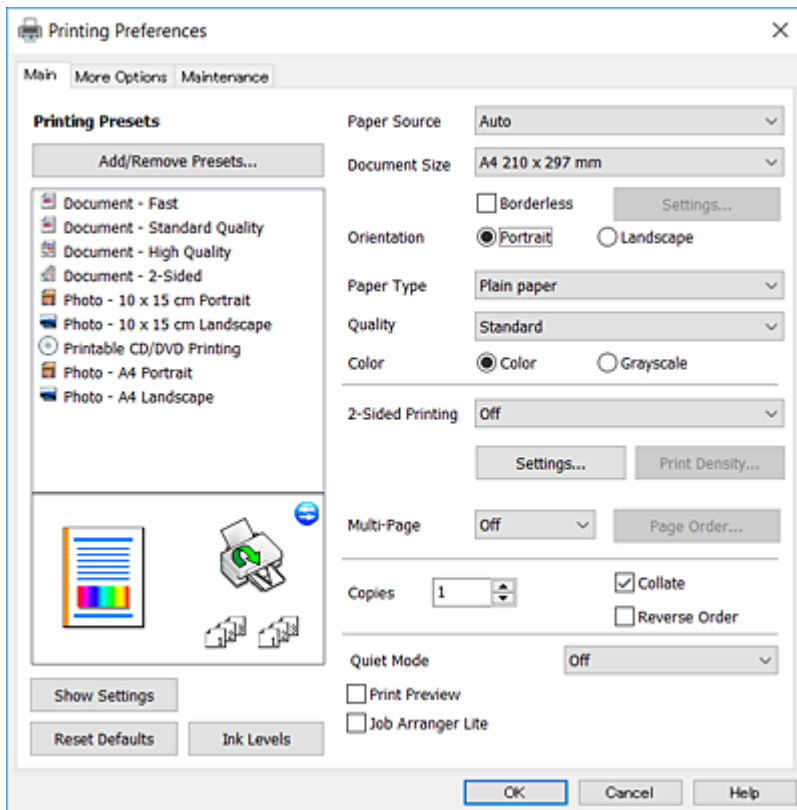 Printing Preferences
Main
More Options
Maintenance
Printing Presets
Add/Remove Presets...
Document - Fast
Document - Standard Quality
Document - High Quality
Document - 2-Sided
Photo - 10 x 15 cm Portrait
Photo - 10 x 15 cm Landscape
Printable CD/DVD Printing
Photo - A4 Portrait
Photo - A4 Landscape
Show Settings
Reset Defaults
Ink Levels
Paper Source Auto
Document Size A4 210 x 297 mm
Borderless Settings...
Orientation Portrait Landscape
Paper Type Plain paper
Quality Standard
Color Color Grayscale
2-Sided Printing Off
Settings... Print Density...
Multi-Page Off Page Order...
Copies 1 Collate
Reverse Order
Quiet Mode Off
Print Preview
Job Arranger Lite
OK Cancel Help